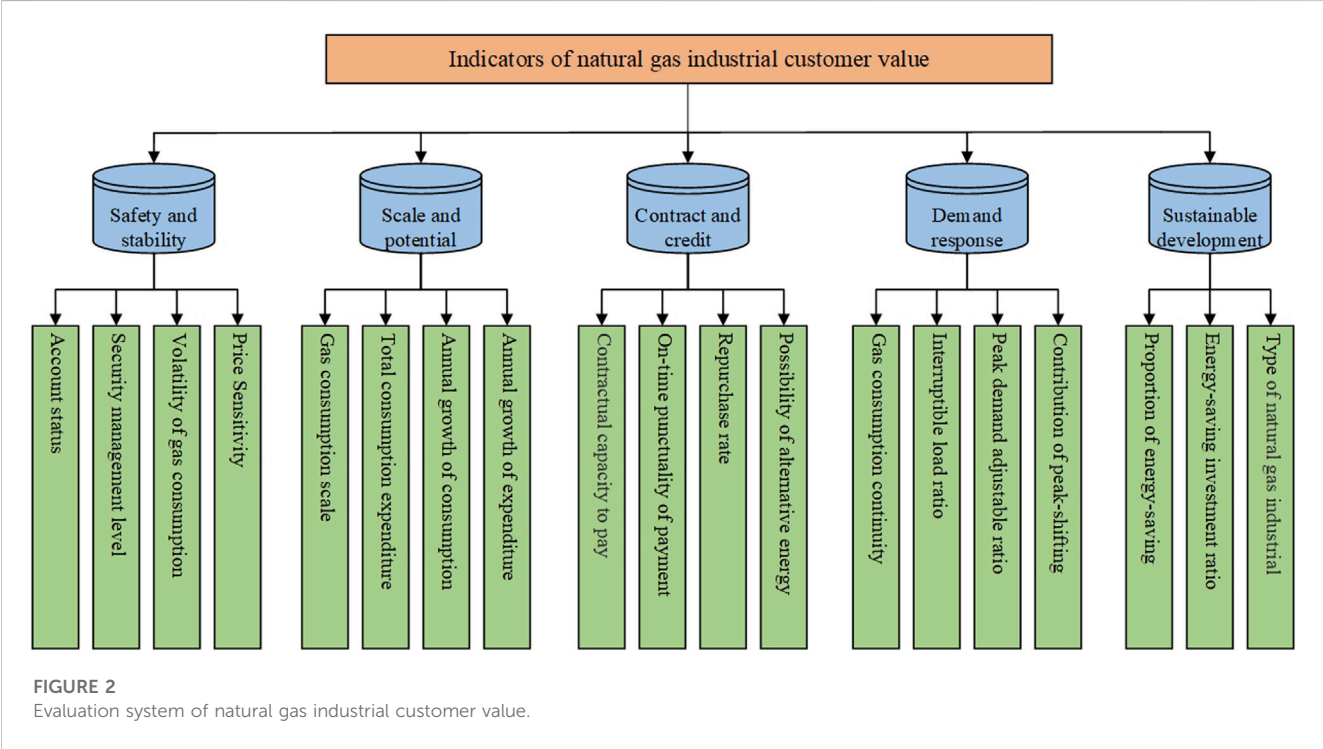 Indicators of natural gas industrial customer value
Safety and
stability
Scale and
potential
Contract and
credit
Demand
response
Sustainable
development
Account status
Security management level
Volatility of gas consumption
Price Sensitivity
Gas consumption scale
Total consumption expenditure
Annual growth of consumption
Annual growth of expenditure
Contractual capacity to pay
On-time punctuality of payment
Repurchase rate
Possibility of alternative energy
Gas consumption continuity
Interruptible load ratio
Peak demand adjustable ratio
Contribution of peak-shifting
Proportion of energy-saving
Energy-saving investment ratio
Type of natural gas industrial
FIGURE 2
Evaluation system of natural gas industrial customer value.